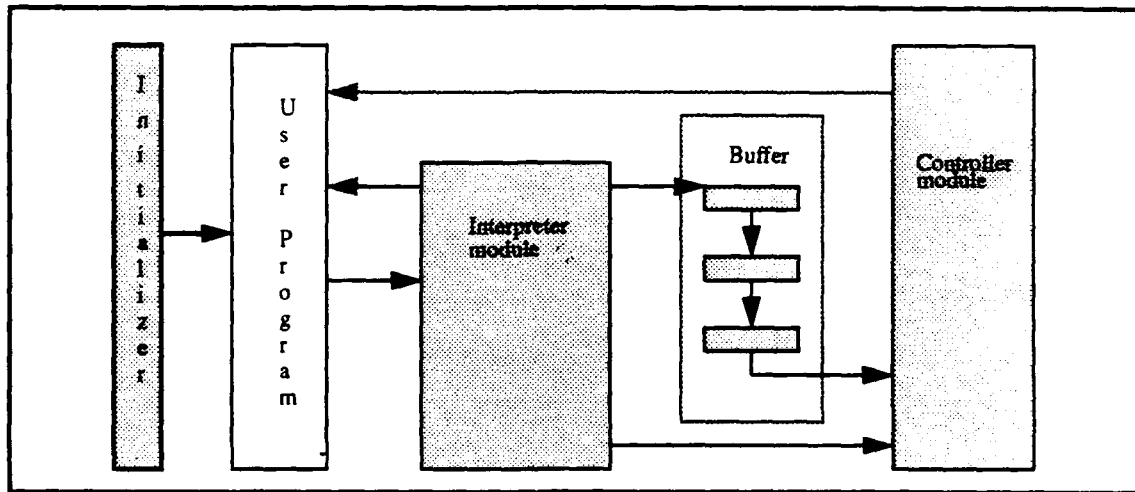 Initializer
User Program
Interpreter
module
Buffer
Controller
module